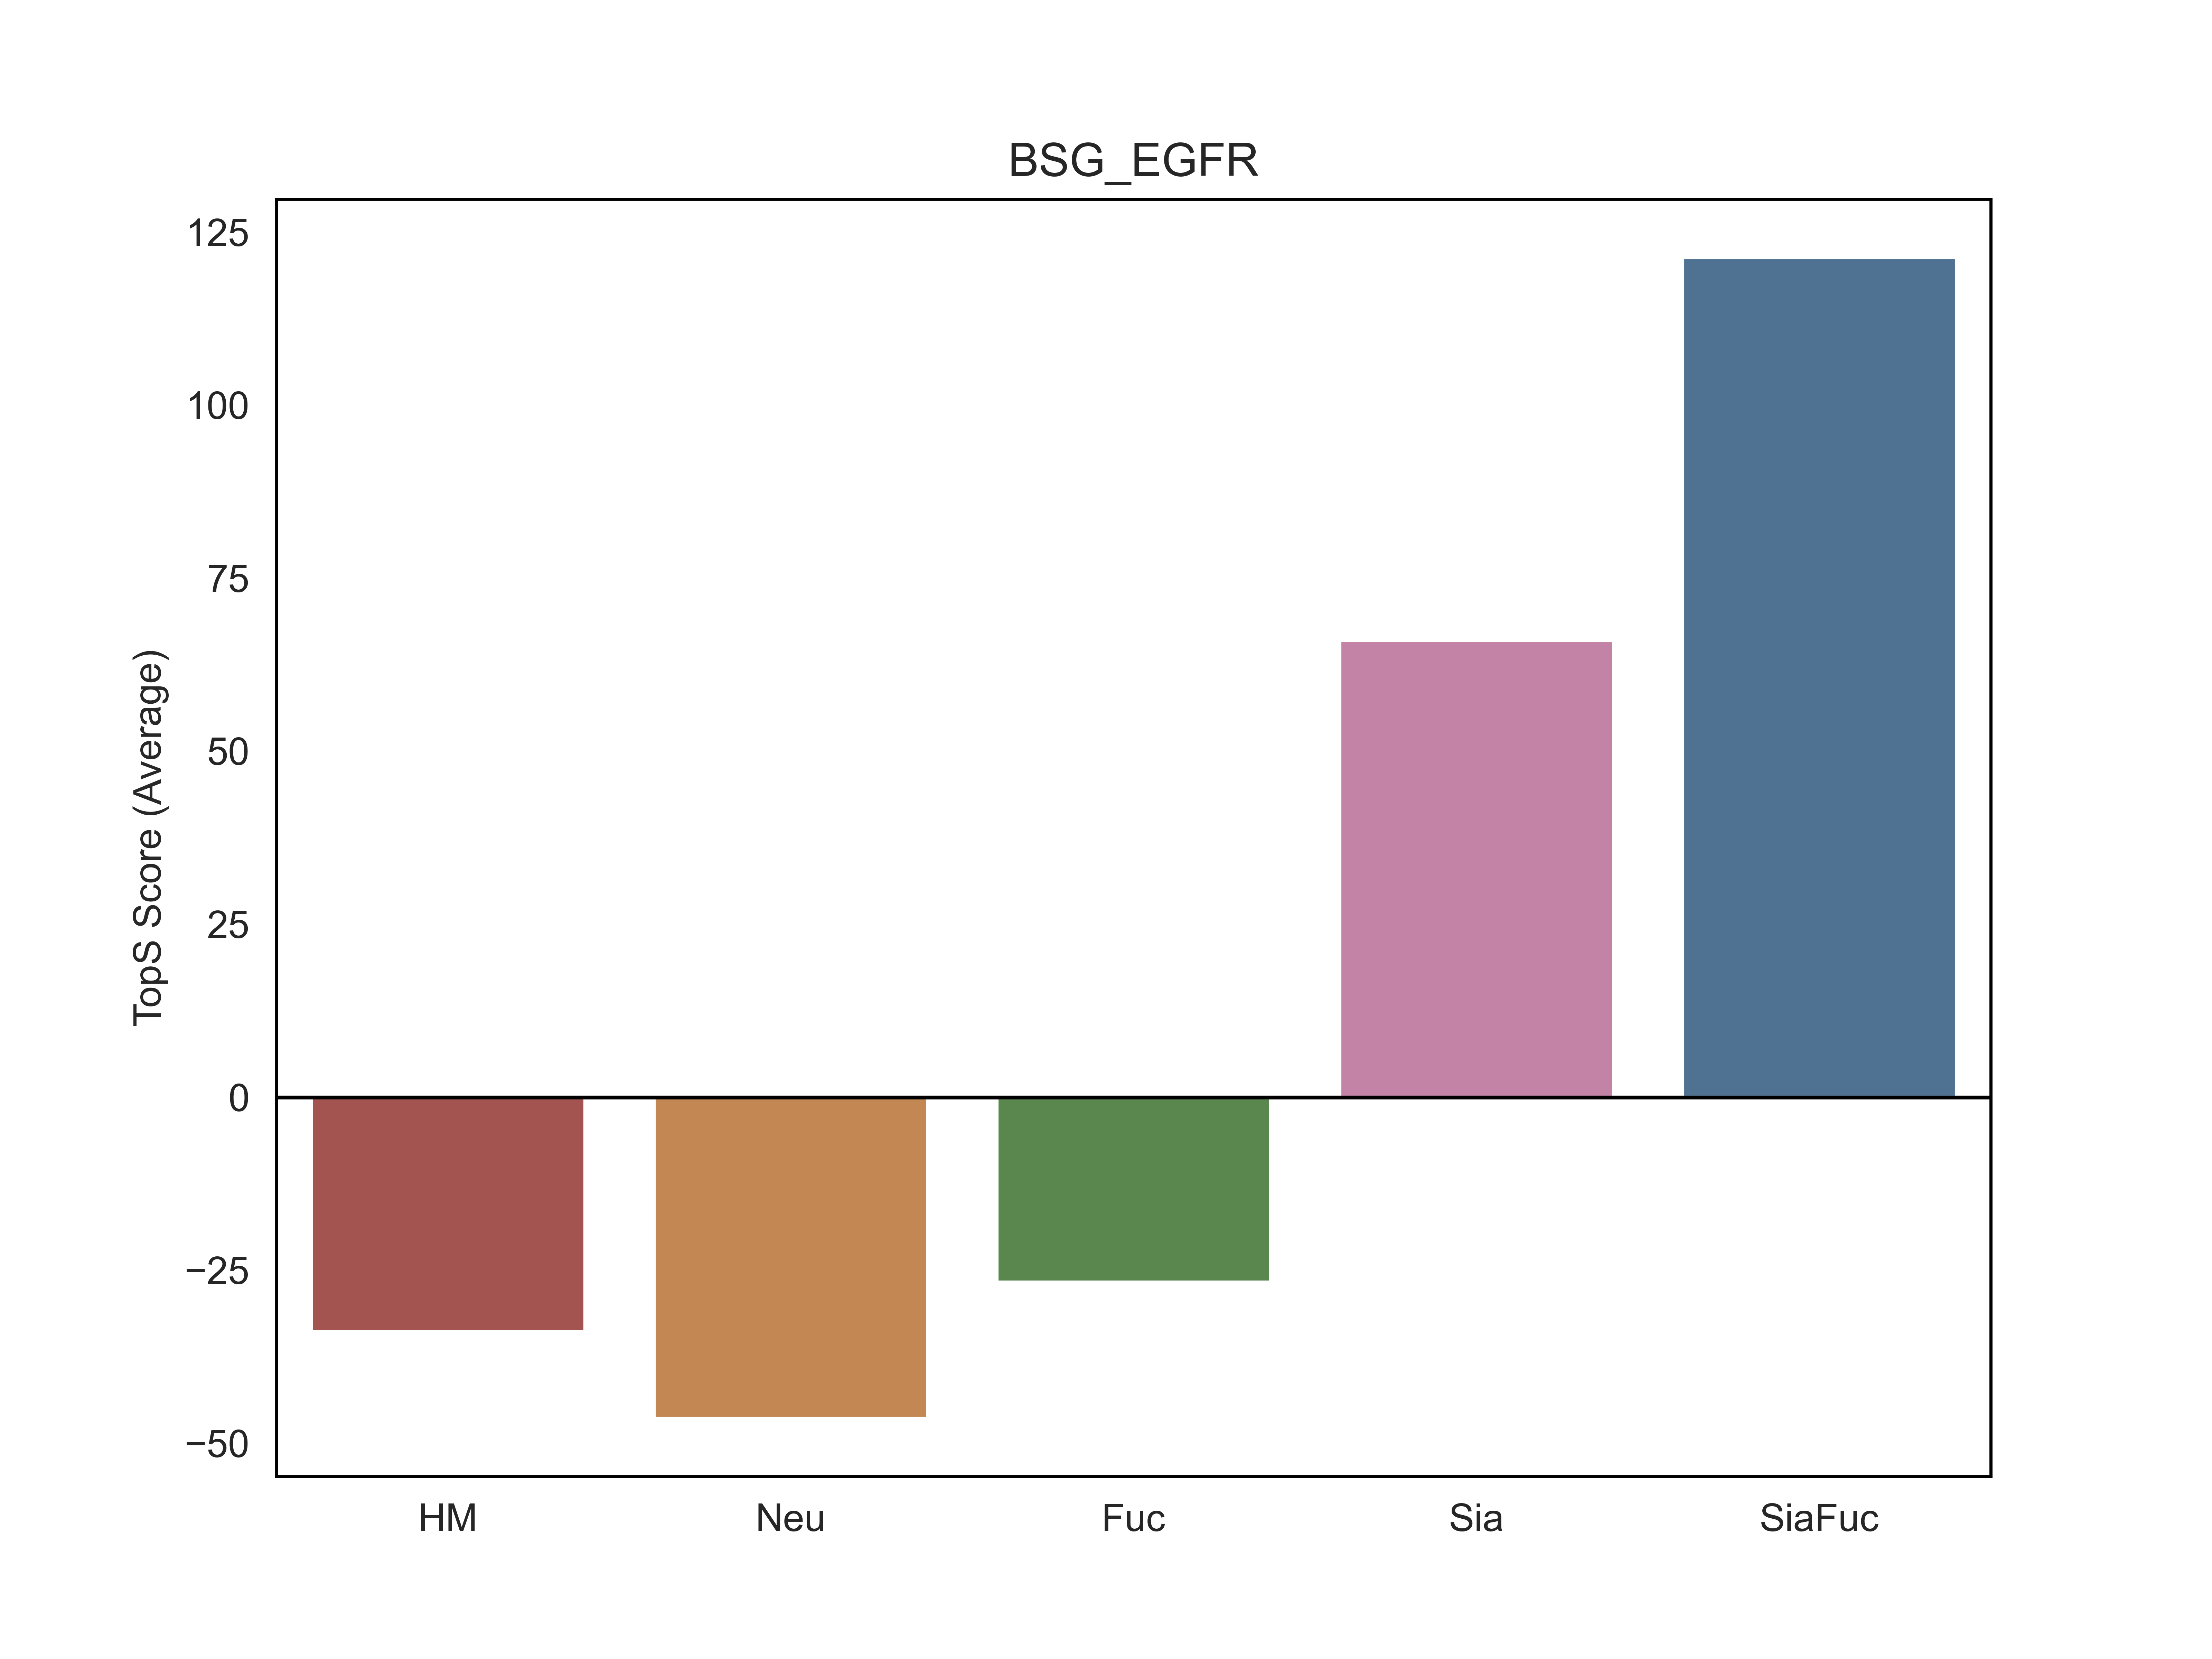 BSG_EGFR
TopS Score (Average)
125
100
75
50
25
0
−25
−50
HM
Neu
Fuc
Sia
SiaFuc